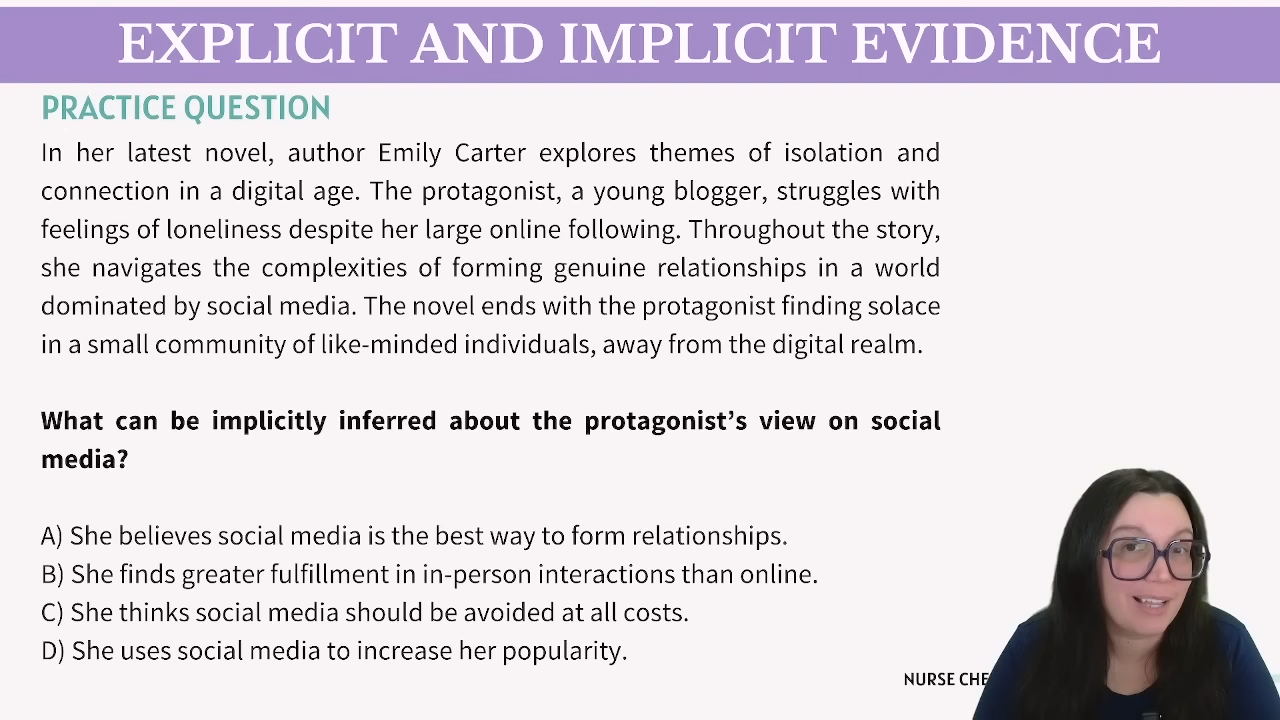 EXPLICIT AND IMPLICIT EVIDENCE
PRACTICE QUESTION
In her latest novel, author Emily Carter explores themes of isolation and
connection in a digital age. The protagonist, a young blogger, struggles with
feelings of loneliness despite her large online following. Throughout the story,
she navigates the complexities of forming genuine relationships in a world
dominated by social media. The novel ends with the protagonist finding solace
in a small community of like-minded individuals, away from the digital realm.
What can be implicitly inferred about the protagonist’s view on social
media?
A) She believes social media is the best way to form relationships.
B) She finds greater fulfillment in in-person interactions than online.
C) She thinks social media should be avoided at all costs.
D) She uses social media to increase her popularity.
NURSE CHE